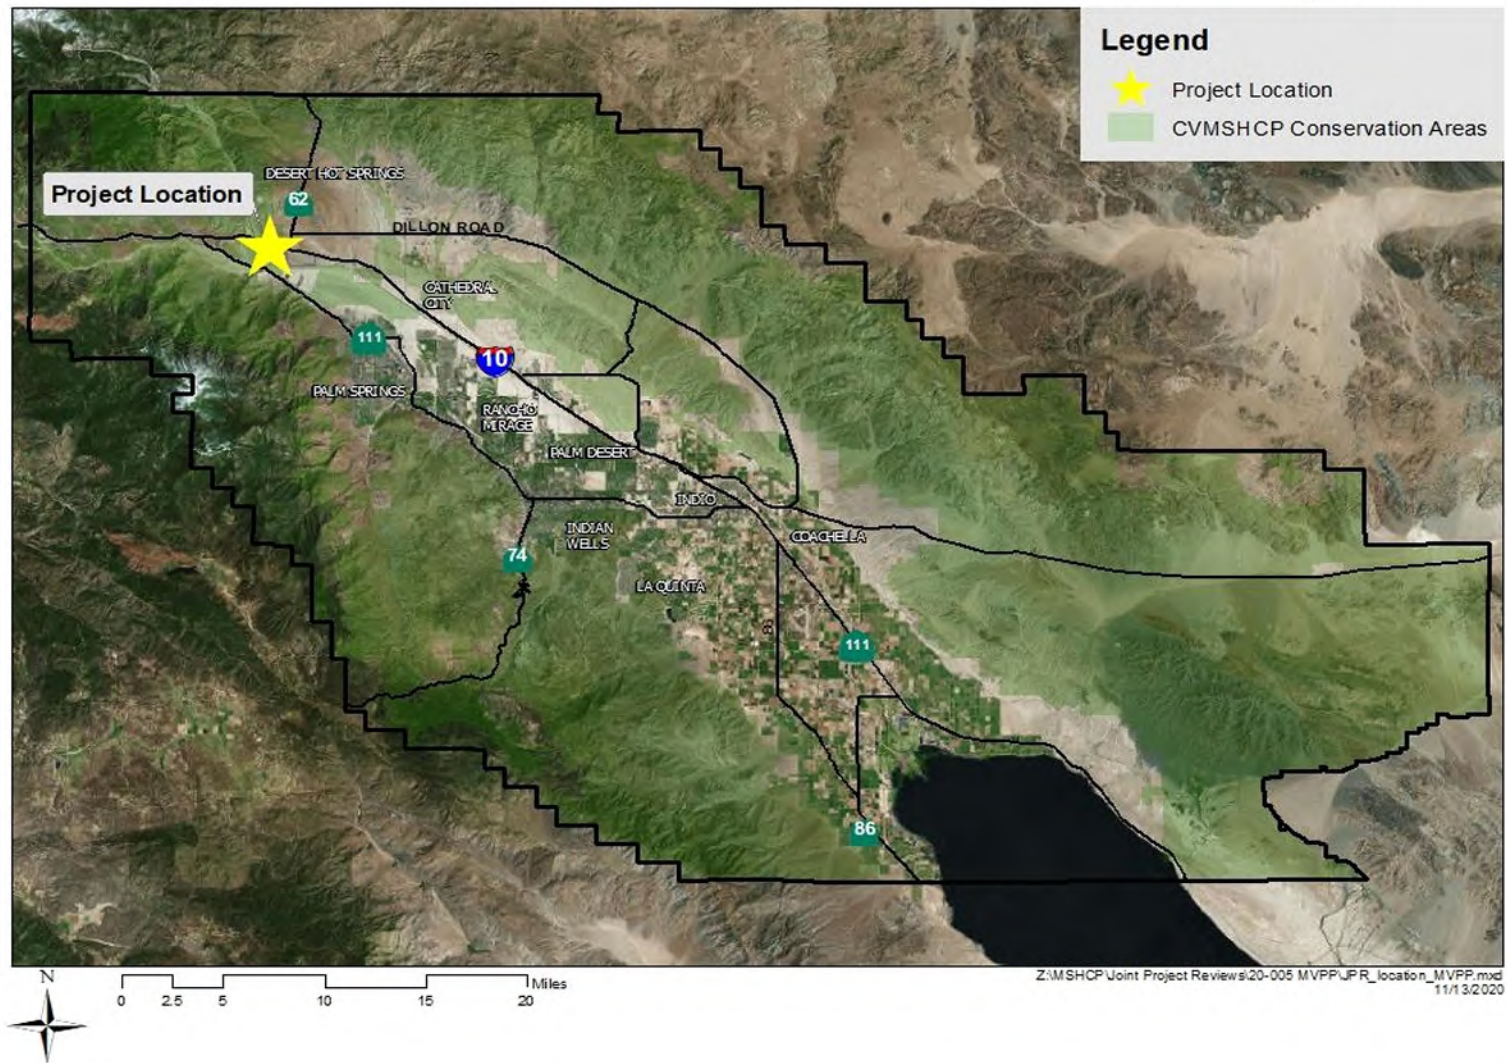 Legend
Project Location
CVMSHCP Conservation Areas
DESERT HOT SPRINGS
Project Location
62
DILLON ROAD
CATHEDRAL
CITY
111
10
PALM SPRINGS
RANCHO
MIRAGE
PALM DESERT
INDIO
INDIAN
WELLS
COACHELLA
74
LA QUINTA
86
111
86
N
Miles
0 2.5 5 10 15 20
Z:\MSHCP\Joint Project Reviews\20-005 MVPP\JPR_location_MVPP.mxd
11/13/2020